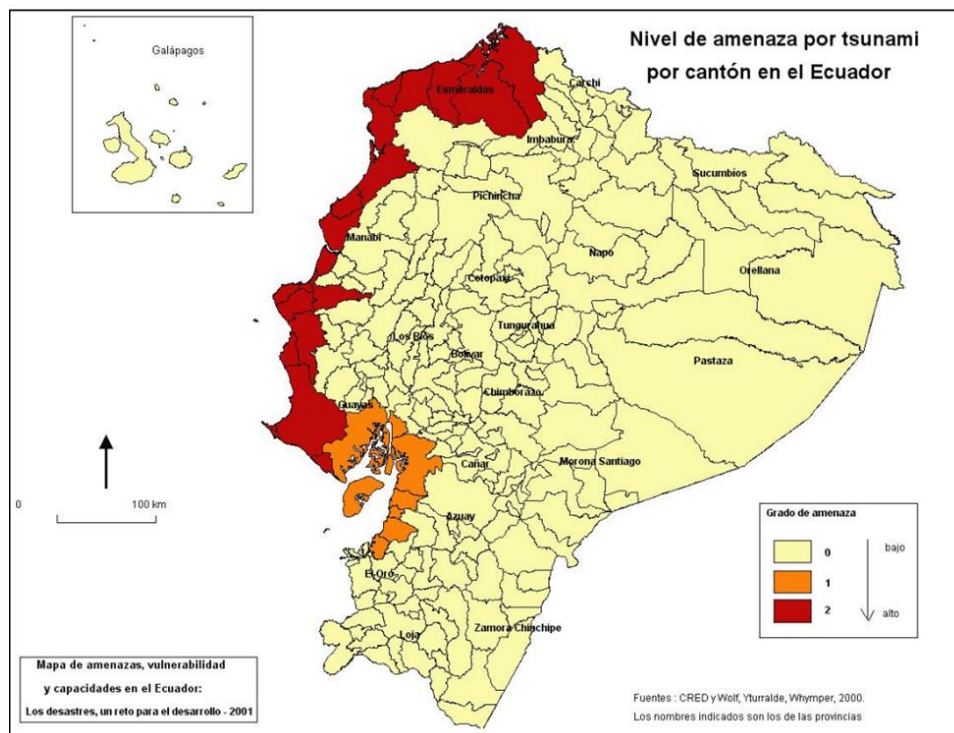 Galápagos
Nivel de amenaza por tsunami
por cantón en el Ecuador
Esmeraldas
Carchi
Imbabura
Sucumbíos
Pichincha
Manabí
Napo
Orellana
Cotopaxi
Los Ríos
Tungurahua
Bolívar
Pastaza
Chimborazo
Guayas
Cañar
Morona Santiago
0
100 km
Azuay
El Oro
Loja
Zamora Chinchipe
Grado de amenaza
0
bajo
1
2
alto
Mapa de amenazas, vulnerabilidad
y capacidades en el Ecuador:
Los desastres, un reto para el desarrollo - 2001
Fuentes : CRED y Wolf, Yturralde, Whymper, 2000.
Los nombres indicados son los de las provincias